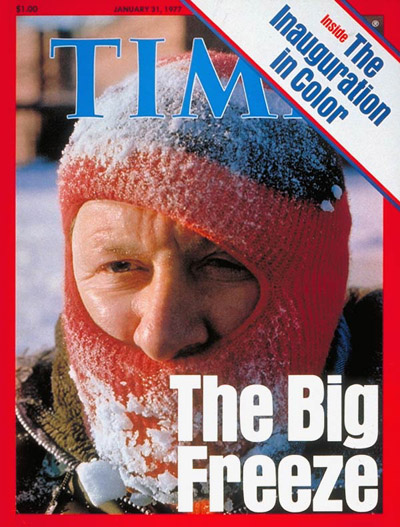 $1.00
JANUARY 31, 1977
Inside The
Inauguration
in Color
®
TIME
The Big
Freeze